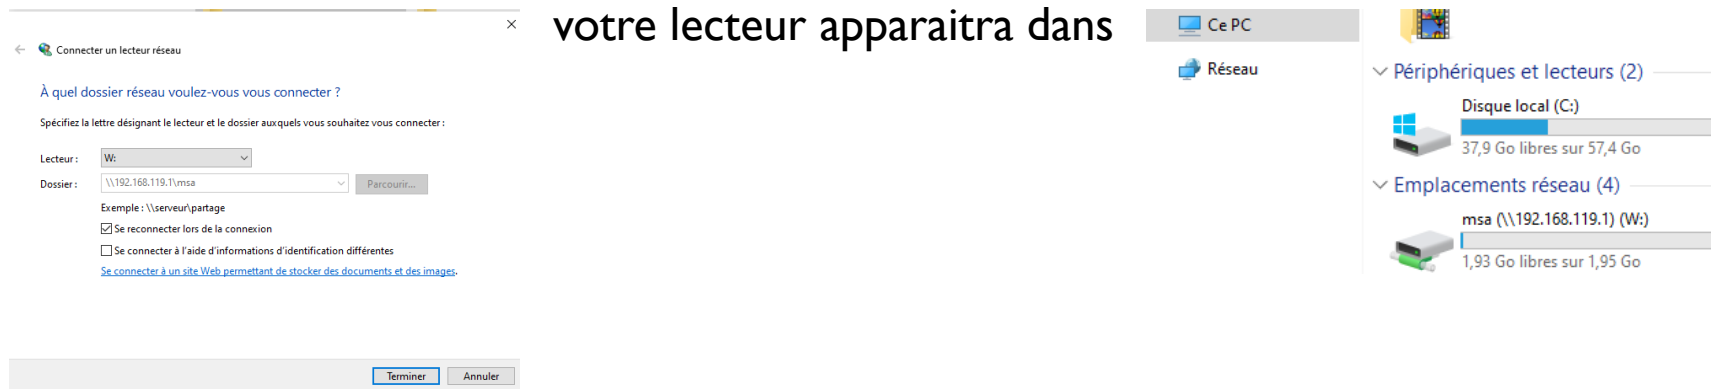 Connecter un lecteur réseau
À quel dossier réseau voulez-vous vous connecter ?
Spécifiez la lettre désignant le lecteur et le dossier auxquels vous souhaitez vous connecter :
Lecteur : W:
Dossier : \\192.168.119.1\msa Parcourir...
Exemple : \\serveur\partage
Se reconnecter lors de la connexion
Se connecter à l'aide d'informations d'identification différentes
Se connecter à un site Web permettant de stocker des documents et des images.
Terminer Annuler
votre lecteur apparaitra dans
Ce PC
Réseau
Périphériques et lecteurs (2)
Disque local (C:)
37,9 Go libres sur 57,4 Go
Emplacements réseau (4)
msa (\\192.168.119.1) (W:)
1,93 Go libres sur 1,95 Go